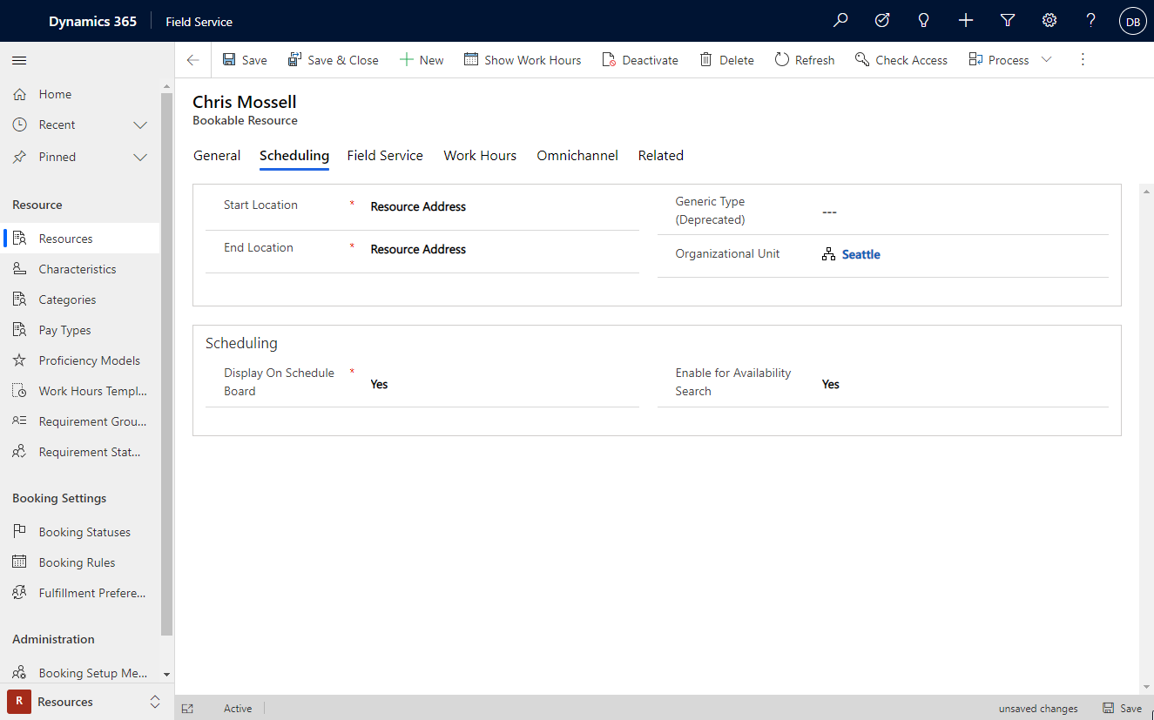 Dynamics 365
Field Service
DB
Save
Save & Close
New
Show Work Hours
Deactivate
Delete
Refresh
Check Access
Process
Home
Recent
Pinned
Resource
Resources
Characteristics
Categories
Pay Types
Proficiency Models
Work Hours Templ...
Requirement Grou...
Requirement Stat...
Booking Settings
Booking Statuses
Booking Rules
Fulfillment Prefere...
Administration
Booking Setup Me...
R Resources
Chris Mossell
Bookable Resource
General
Scheduling
Field Service
Work Hours
Omnichannel
Related
Start Location * Resource Address
End Location * Resource Address
Generic Type
(Deprecated)
---
Organizational Unit Seattle
Scheduling
Display On Schedule *
Board
Yes
Enable for Availability
Search
Yes
Active
unsaved changes
Save